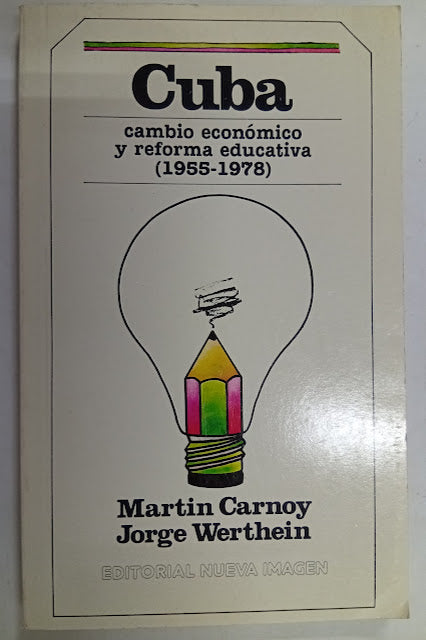 Cuba
cambio económico
y reforma educativa
(1955-1978)
Martin Carnoy
Jorge Werthein
EDITORIAL NUEVA IMAGEN